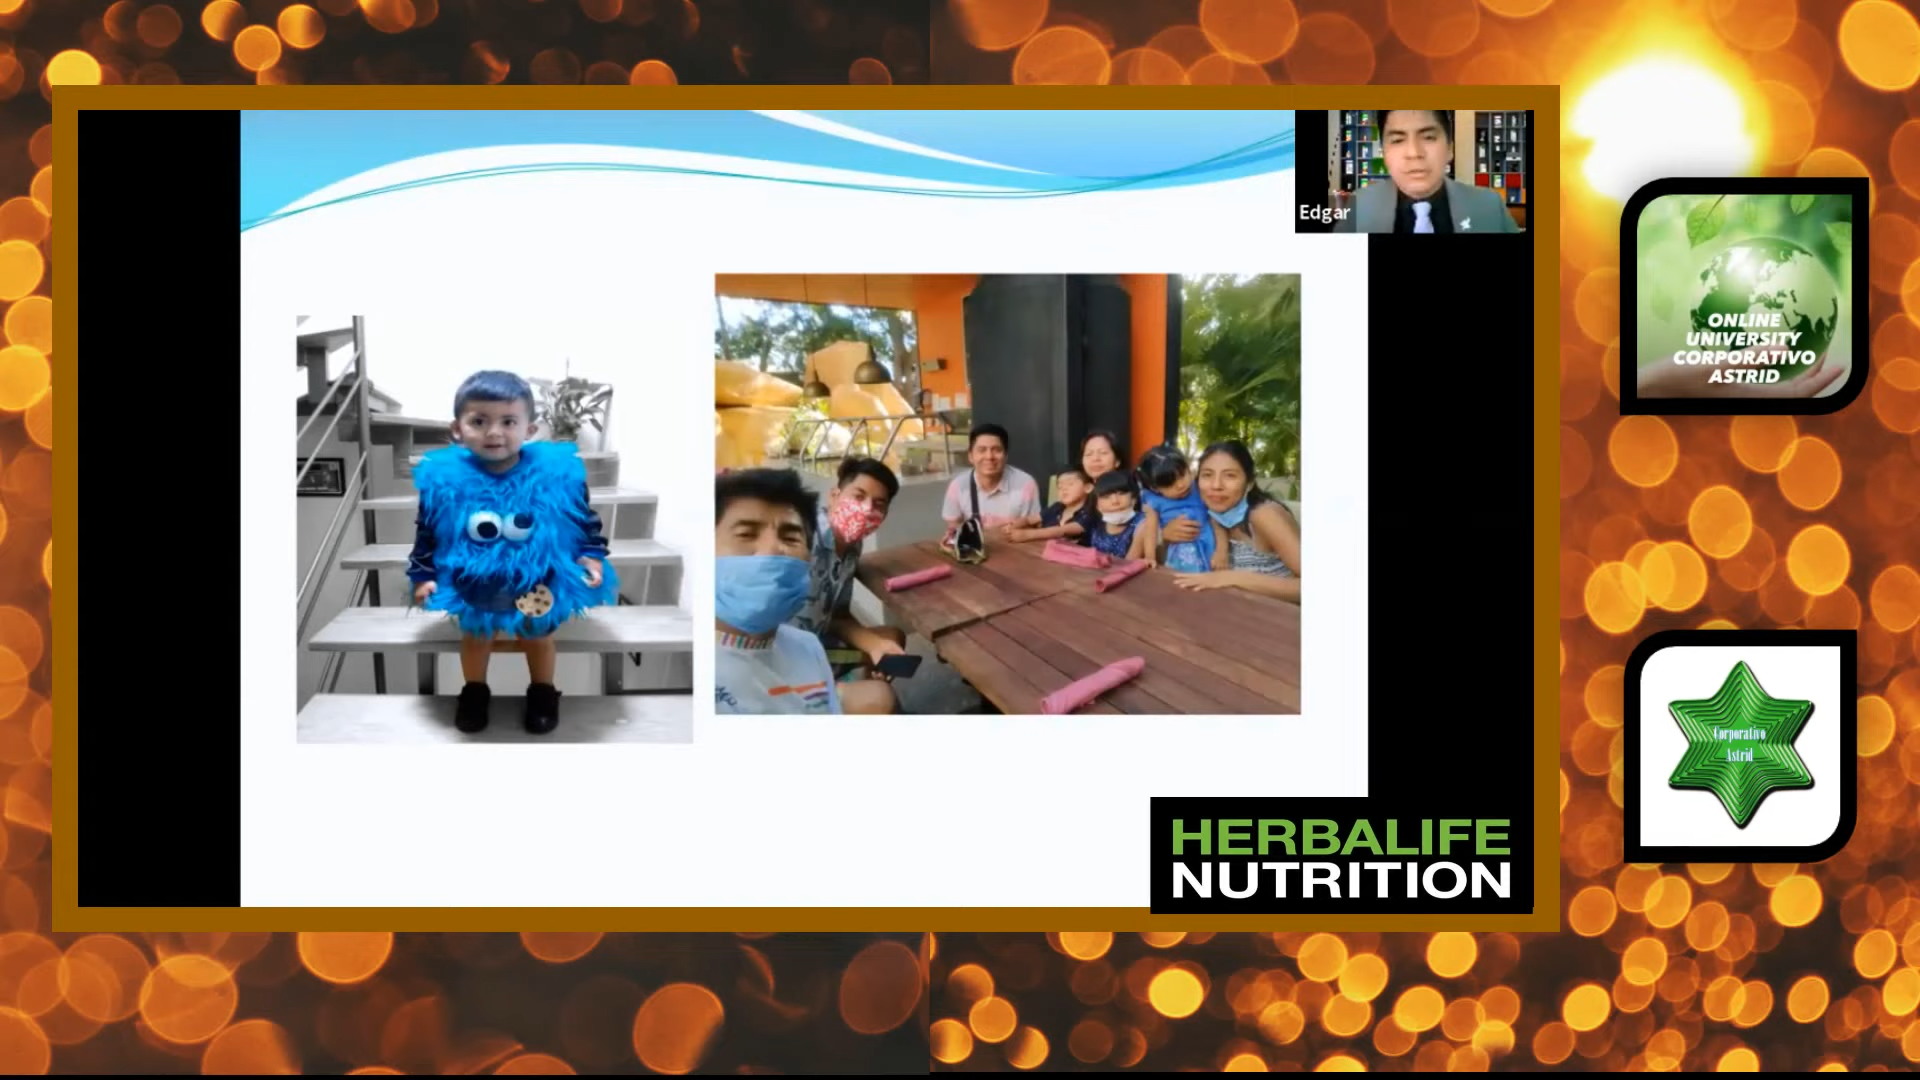 Edgar
ONLINE
UNIVERSITY
CORPORATIVO
ASTRID
Corporativo
Astrid
HERBALIFE
NUTRITION